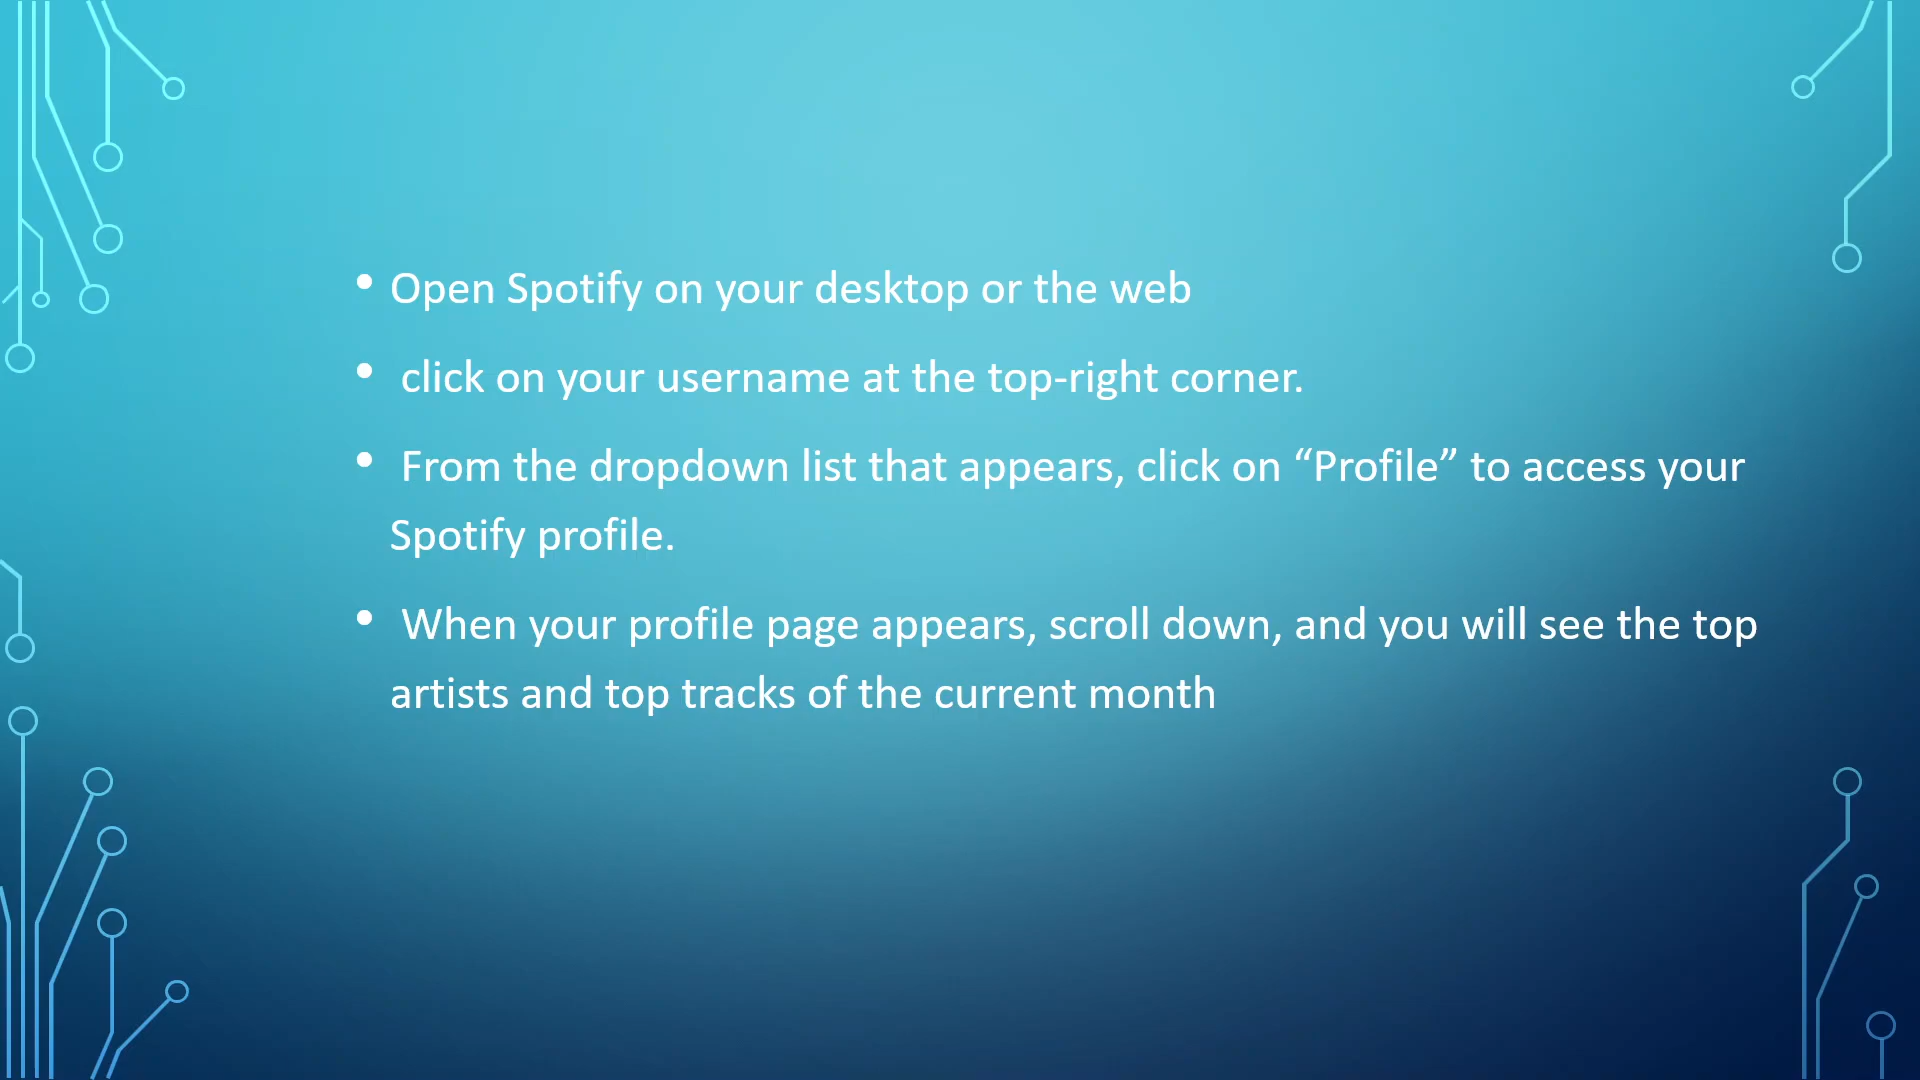 • Open Spotify on your desktop or the web
• click on your username at the top-right corner.
• From the dropdown list that appears, click on “Profile” to access your
Spotify profile.
• When your profile page appears, scroll down, and you will see the top
artists and top tracks of the current month